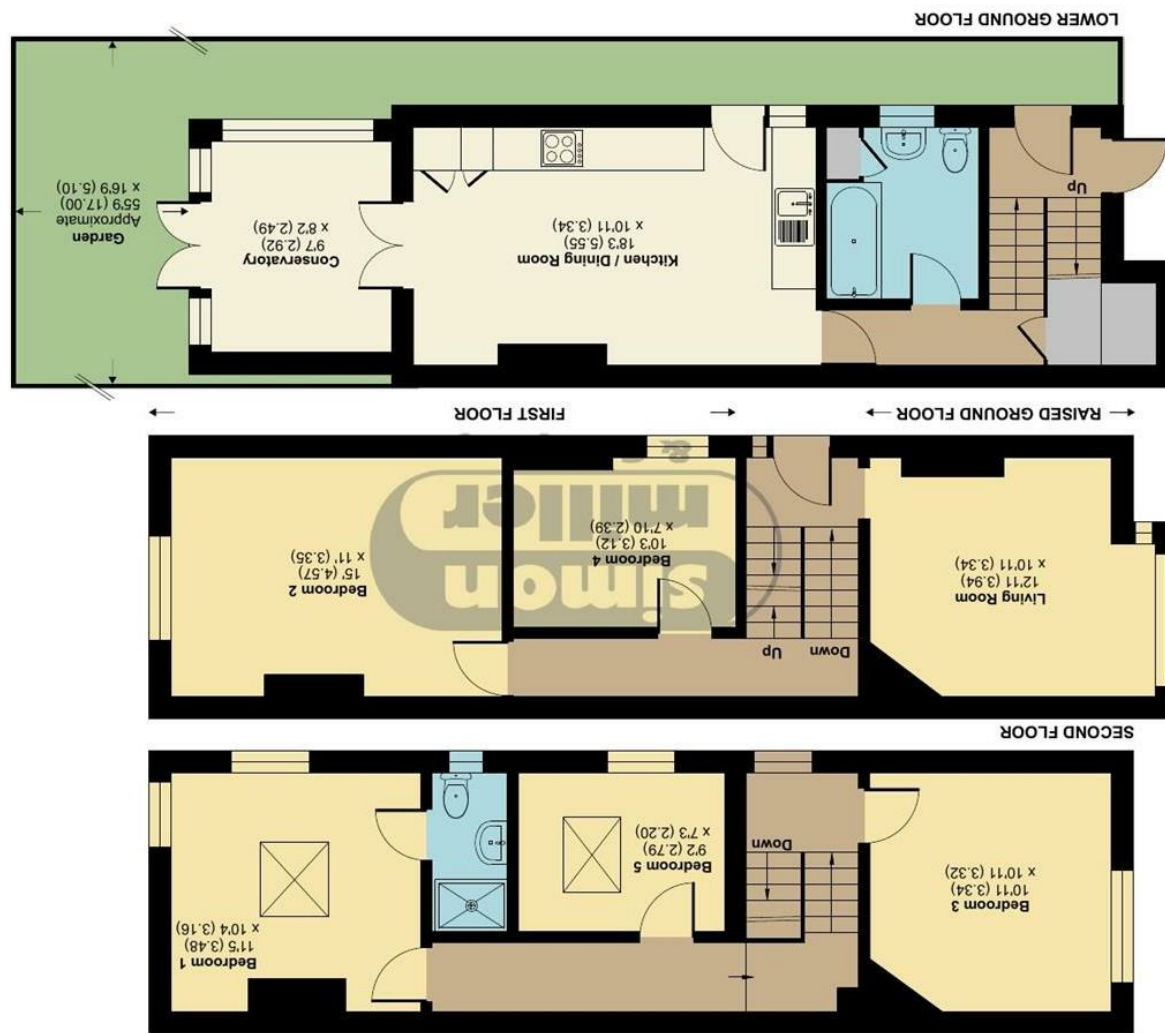 Bedroom 3
10'11 (3.34)
x 10'11 (3.32)
Down
Bedroom 5
9'2 (2.79)
x 7'3 (2.20)
Bedroom 1
11'5 (3.48)
x 10'4 (3.16)
SECOND FLOOR
Living Room
12'11 (3.94)
x 10'11 (3.34)
Down
Up
Bedroom 4
10'3 (3.12)
x 7'10 (2.39)
Bedroom 2
15' (4.57)
x 11' (3.35)
simon
miller
&
RAISED GROUND FLOOR
FIRST FLOOR
Up
Kitchen / Dining Room
18'3 (5.55)
x 10'11 (3.34)
Conservatory
9'7 (2.92)
x 8'2 (2.49)
Garden
55'9 (17.00)
Approximate
x 16'9 (5.10)
LOWER GROUND FLOOR